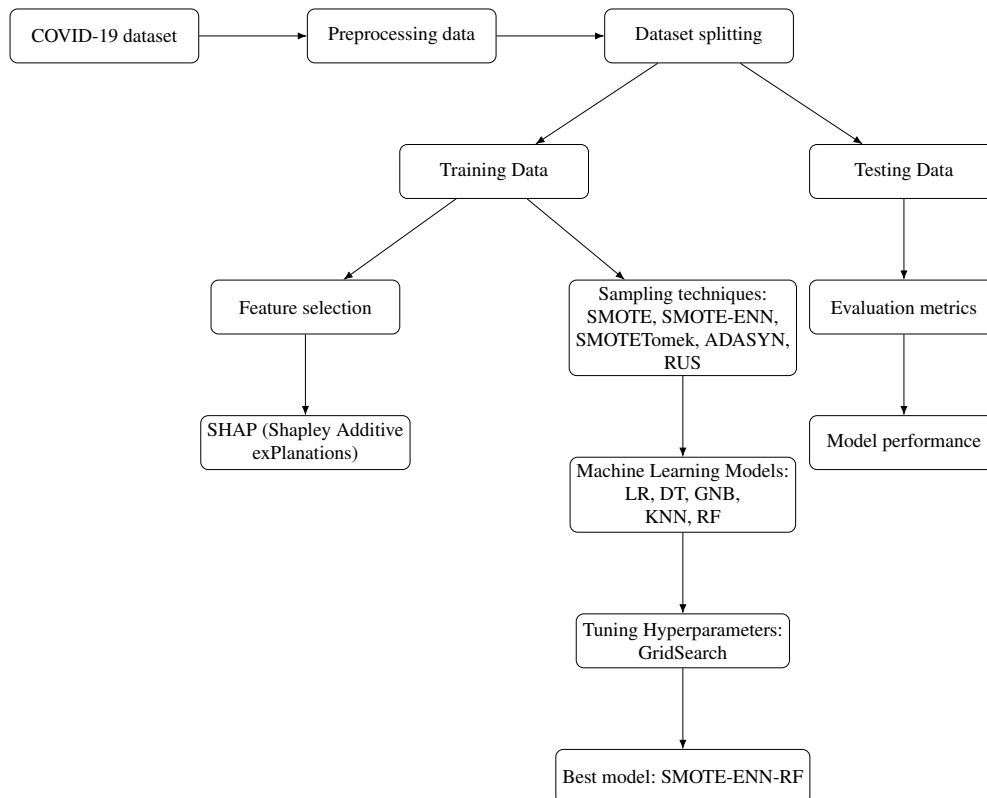 COVID-19 dataset
Preprocessing data
Dataset splitting
Training Data
Testing Data
Feature selection
Sampling techniques:
SMOTE, SMOTE-ENN,
SMOTETomek, ADASYN,
RUS
Evaluation metrics
SHAP (Shapley Additive
exPlanations)
Model performance
Machine Learning Models:
LR, DT, GNB,
KNN, RF
Tuning Hyperparameters:
GridSearch
Best model: SMOTE-ENN-RF